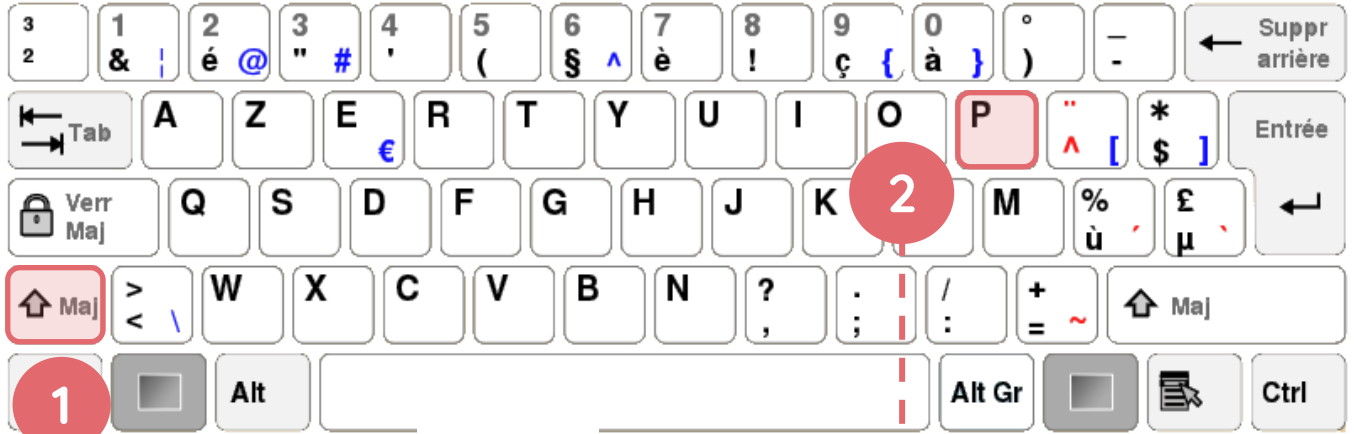 3 1 2 3 4 5 6 7 8 9 0 ° _ Suppr
2 & ¦ é @ " # ' ( § ^ è ! ç { à } ) - arrière
Tab A Z E € R T Y U I O P ¨ ^ [ * $ ] Entrée
Verr Maj Q S D F G H J K 2 M % ù ´ £ µ `
Maj > < \ W X C V B N ? , . ; / : + = ~ Maj
1 Alt Alt Gr Ctrl